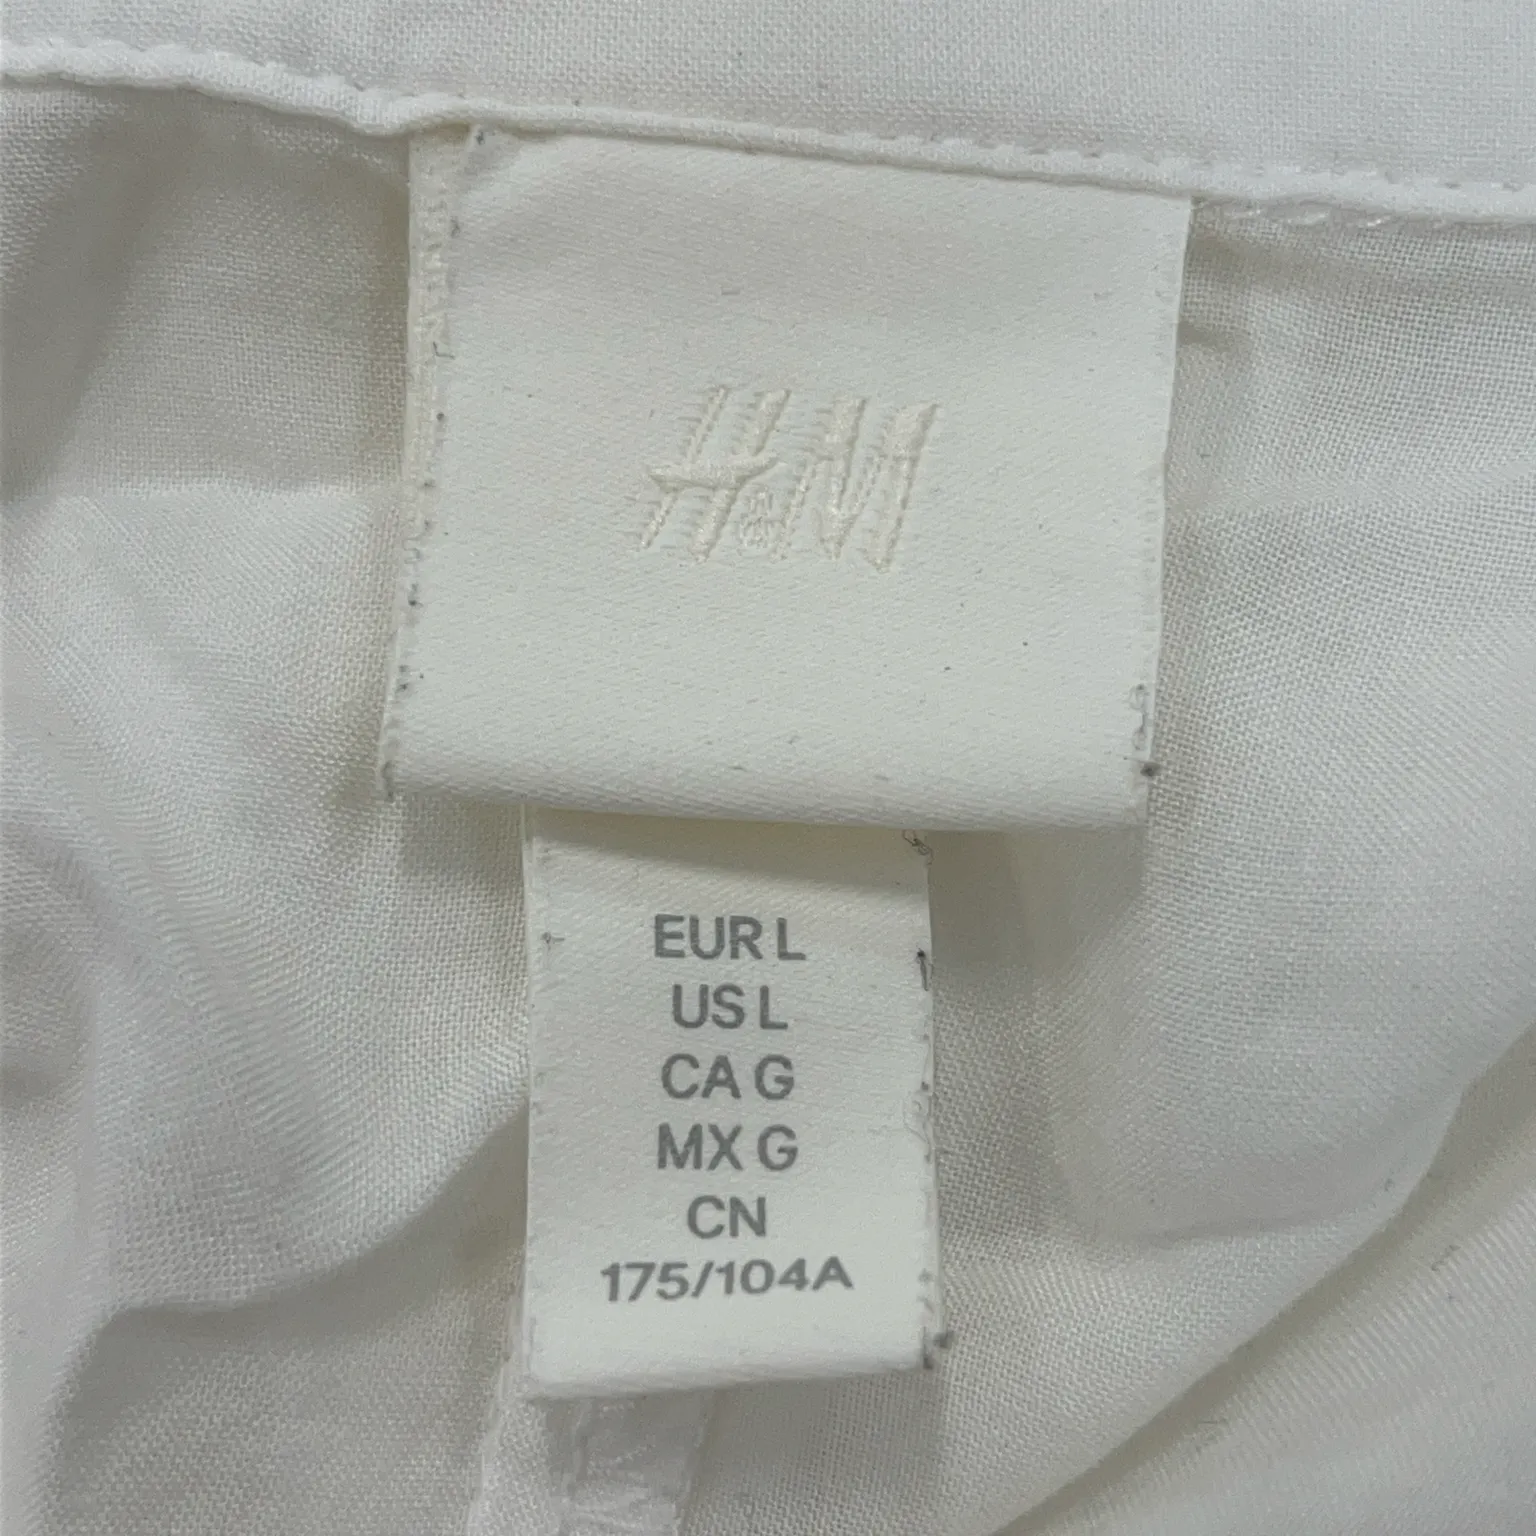 H&M
EUR L
US L
CA G
MX G
CN
175/104A